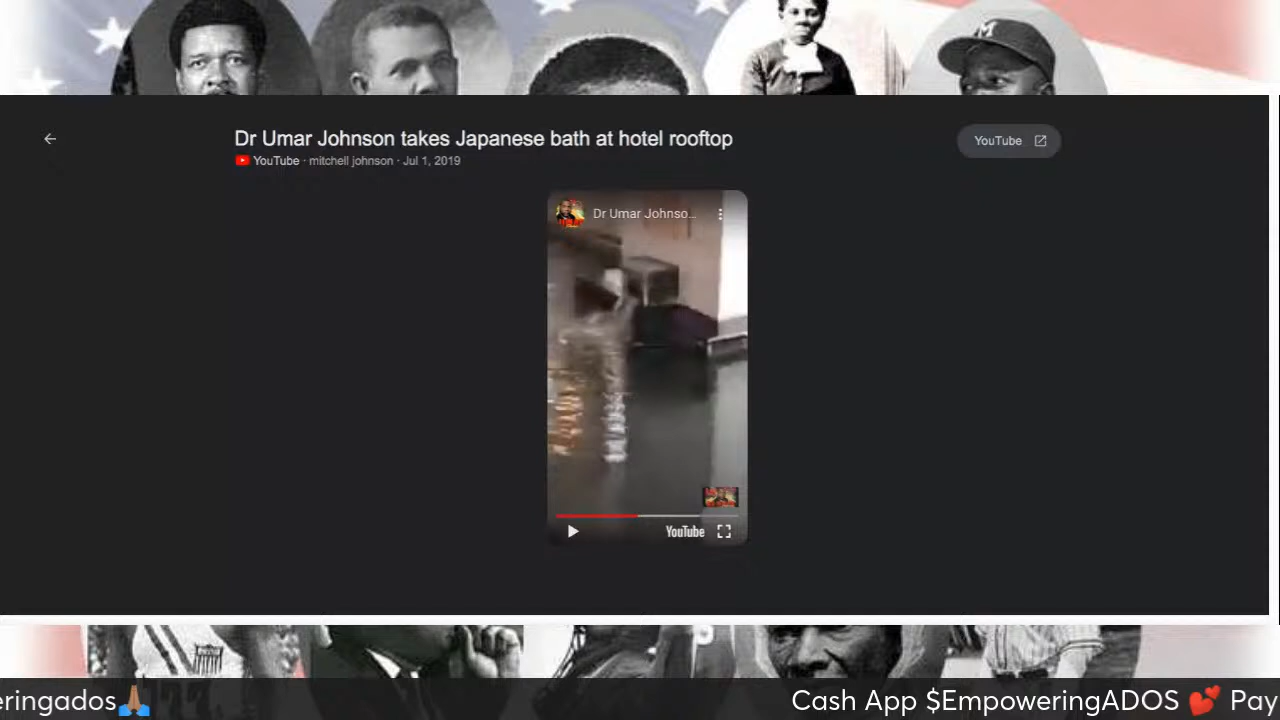 M
Dr Umar Johnson takes Japanese bath at hotel rooftop
YouTube · mitchell johnson · Jul 1, 2019
YouTube
Dr Umar Johnso...
YouTube
eringados🙏🏽 Cash App $EmpoweringADOS 💕 Pay